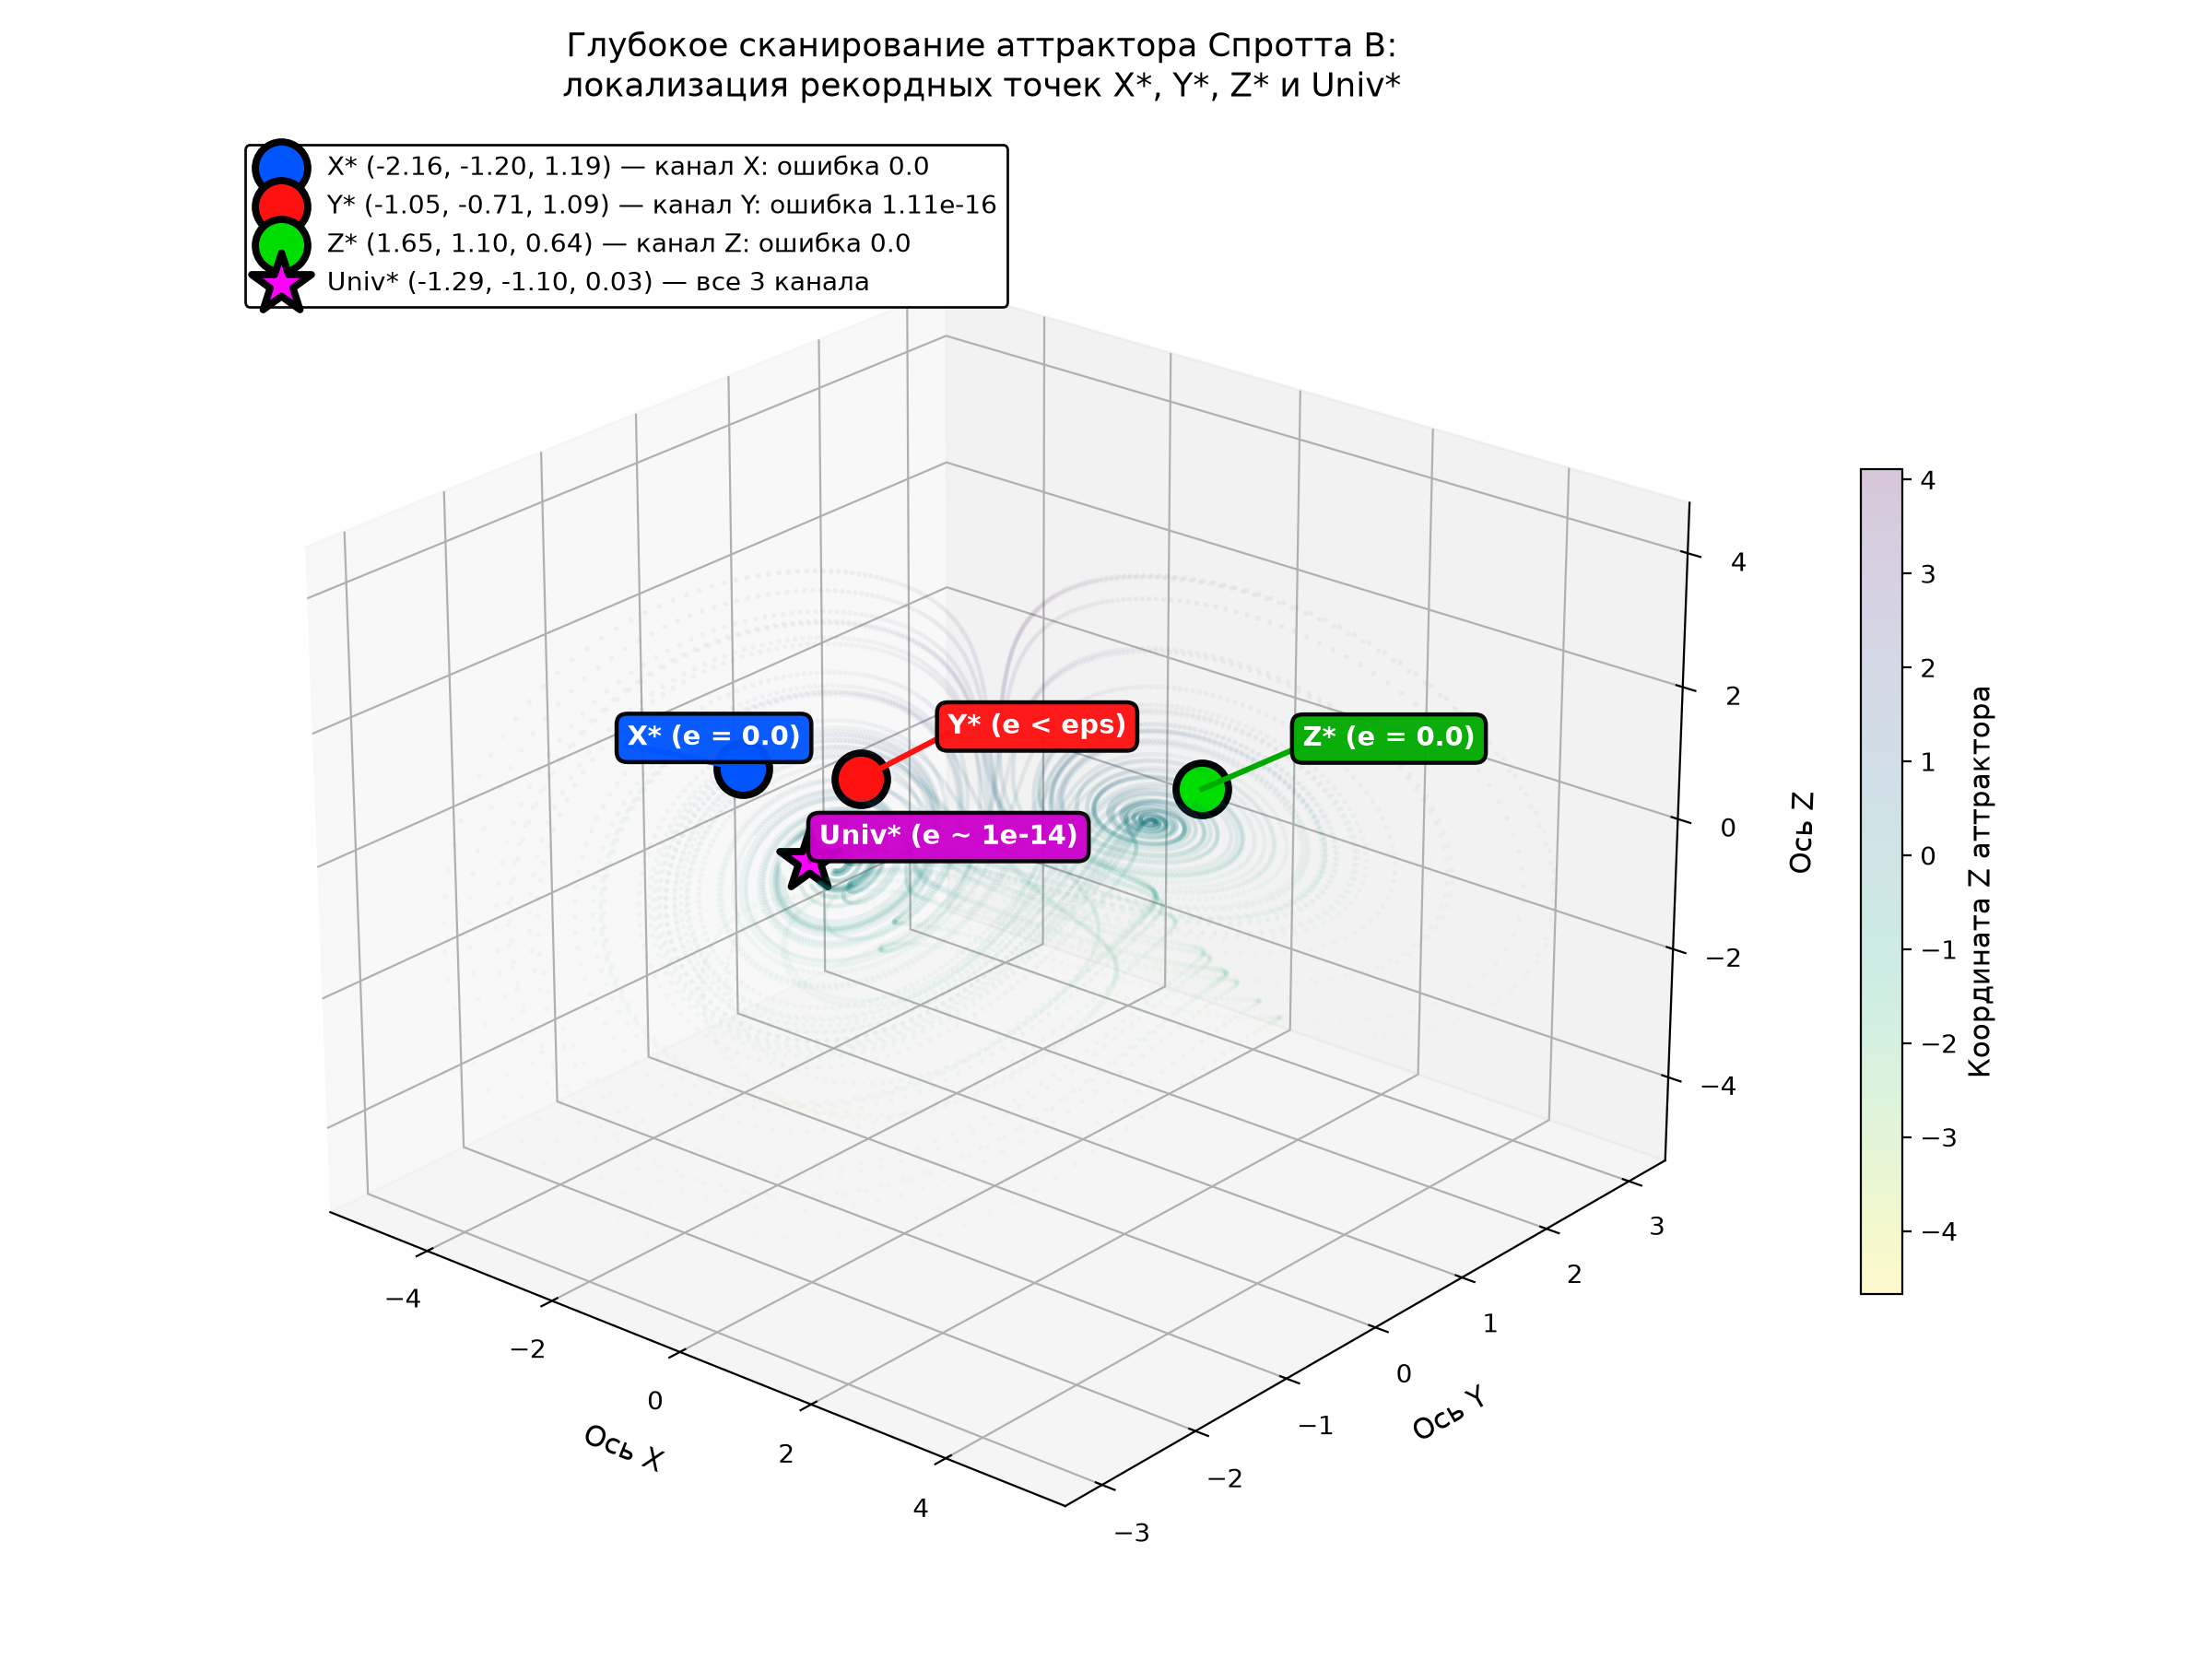 Глубокое сканирование аттрактора Спротта B:
локализация рекордных точек X*, Y*, Z* и Univ*
X* (-2.16, -1.20, 1.19) — канал X: ошибка 0.0
Y* (-1.05, -0.71, 1.09) — канал Y: ошибка 1.11e-16
Z* (1.65, 1.10, 0.64) — канал Z: ошибка 0.0
Univ* (-1.29, -1.10, 0.03) — все 3 канала
X* (e = 0.0)
Y* (e < eps)
Z* (e = 0.0)
Univ* (e ~ 1e-14)
4
2
0
−2
−4
Ось Z
4
3
2
1
0
−1
−2
−3
−4
Координата Z аттрактора
−4
−2
0
2
4
Ось X
3
2
1
0
−1
−2
−3
Ось Y